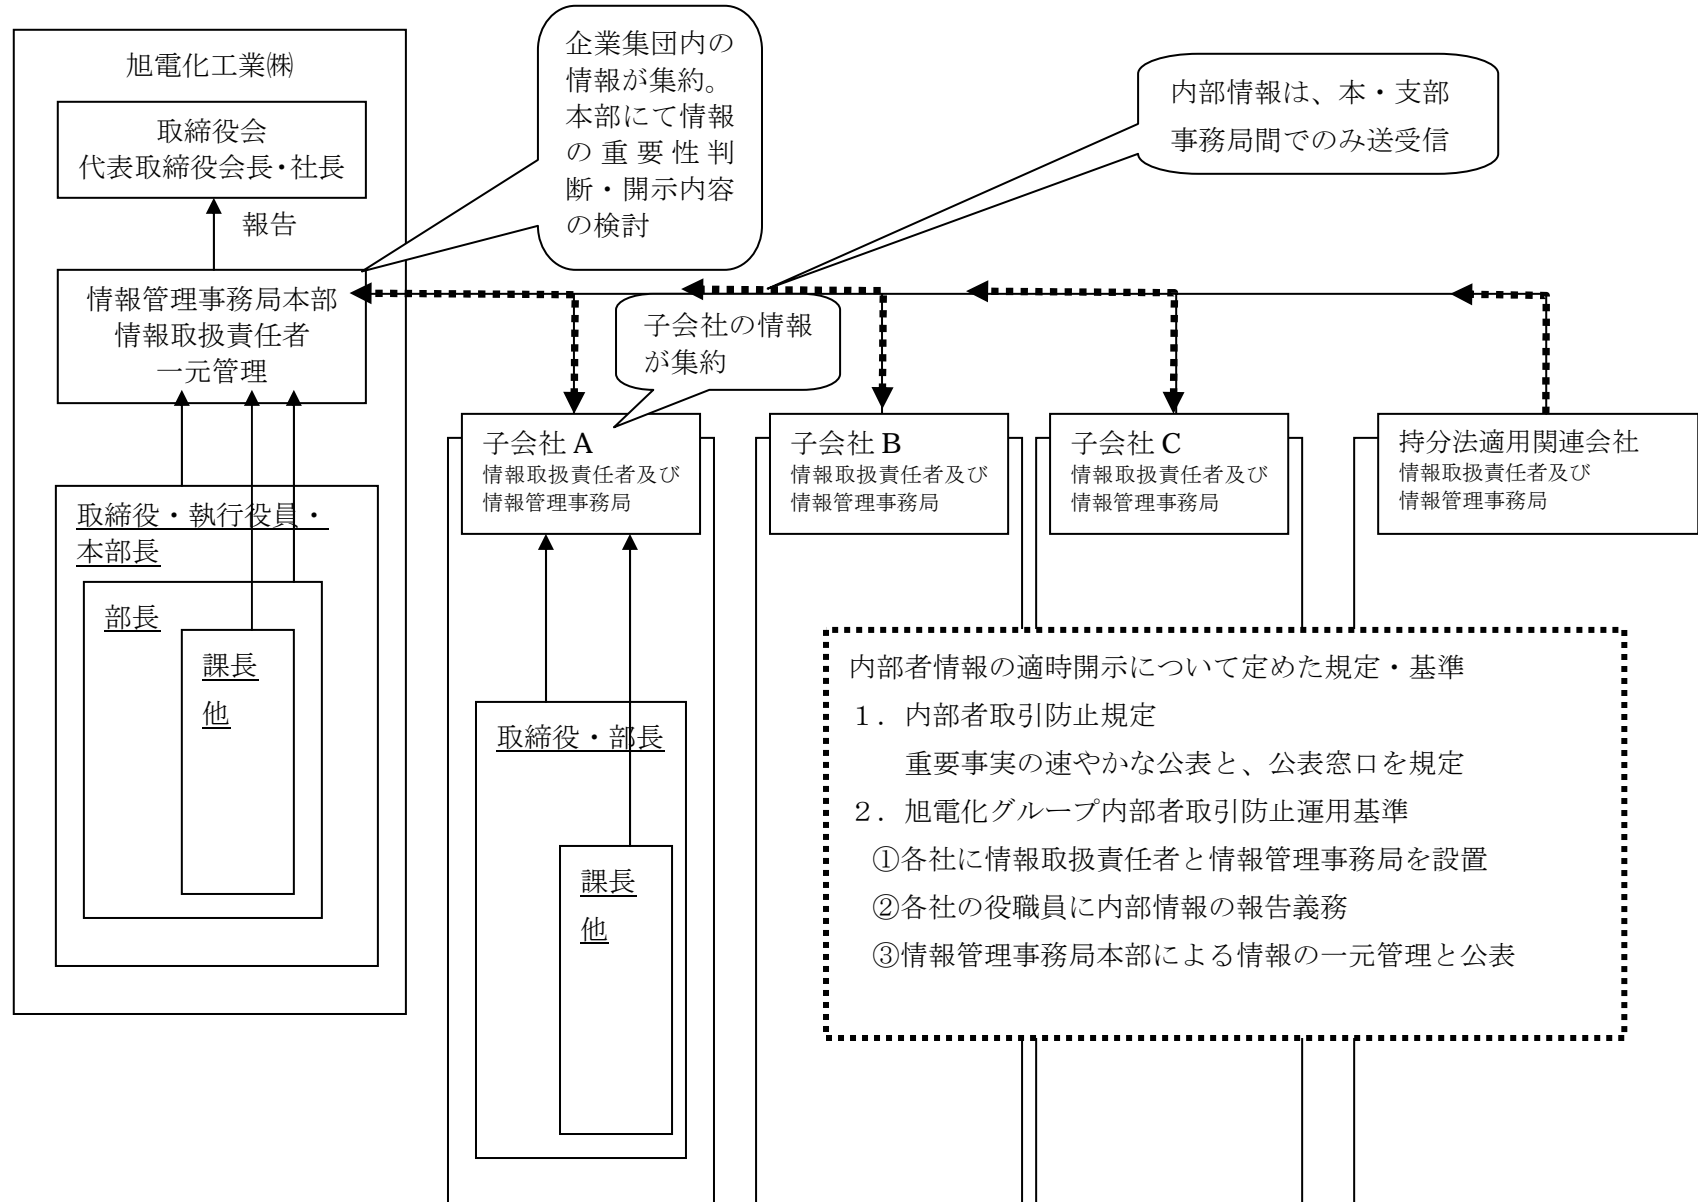 旭電化工業㈱
取締役会
代表取締役会長・社長
報告
情報管理事務局本部
情報取扱責任者
一元管理
取締役・執行役員・
本部長
部長
課長
他
企業集団内の
情報が集約。
本部にて情報
の重要性判
断・開示内容
の検討
内部情報は、本・支部
事務局間でのみ送受信
子会社の情報
が集約
子会社 A
情報取扱責任者及び
情報管理事務局
取締役・部長
課長
他
子会社 B
情報取扱責任者及び
情報管理事務局
子会社 C
情報取扱責任者及び
情報管理事務局
持分法適用関連会社
情報取扱責任者及び
情報管理事務局
内部者情報の適時開示について定めた規定・基準
１．内部者取引防止規定
重要事実の速やかな公表と、公表窓口を規定
２．旭電化グループ内部者取引防止運用基準
①各社に情報取扱責任者と情報管理事務局を設置
②各社の役職員に内部情報の報告義務
③情報管理事務局本部による情報の一元管理と公表